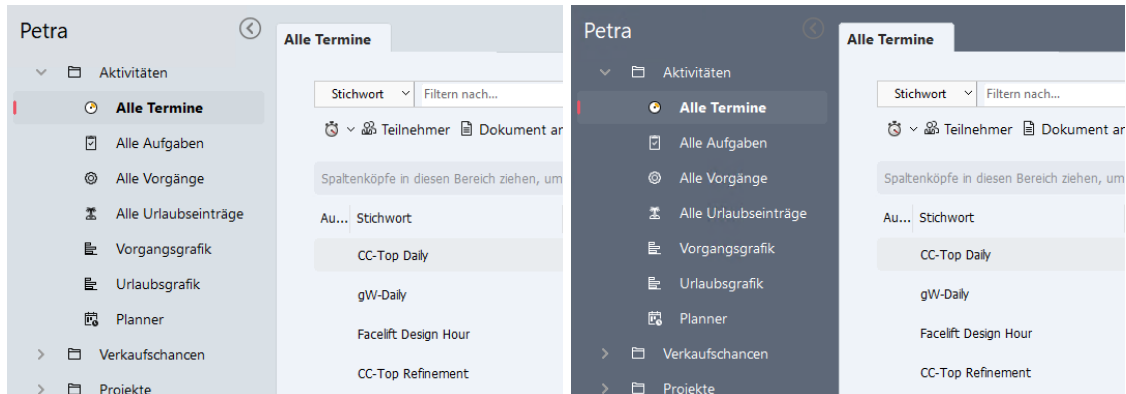 Petra
Alle Termine
Aktivitäten
Alle Termine
Stichwort Filtern nach...
Teilnehmer Dokument an
Alle Aufgaben
Alle Vorgänge
Spaltenköpfe in diesen Bereich ziehen, um
Alle Urlaubseinträge
Au... Stichwort
Vorgangsgrafik
CC-Top Daily
Urlaubsgrafik
gW-Daily
Planner
Facelift Design Hour
Verkaufschancen
CC-Top Refinement
Projekte
Petra
Alle Termine
Aktivitäten
Alle Termine
Stichwort Filtern nach...
Teilnehmer Dokument an
Alle Aufgaben
Alle Vorgänge
Spaltenköpfe in diesen Bereich ziehen, um
Alle Urlaubseinträge
Au... Stichwort
Vorgangsgrafik
CC-Top Daily
Urlaubsgrafik
gW-Daily
Planner
Facelift Design Hour
Verkaufschancen
CC-Top Refinement
Projekte